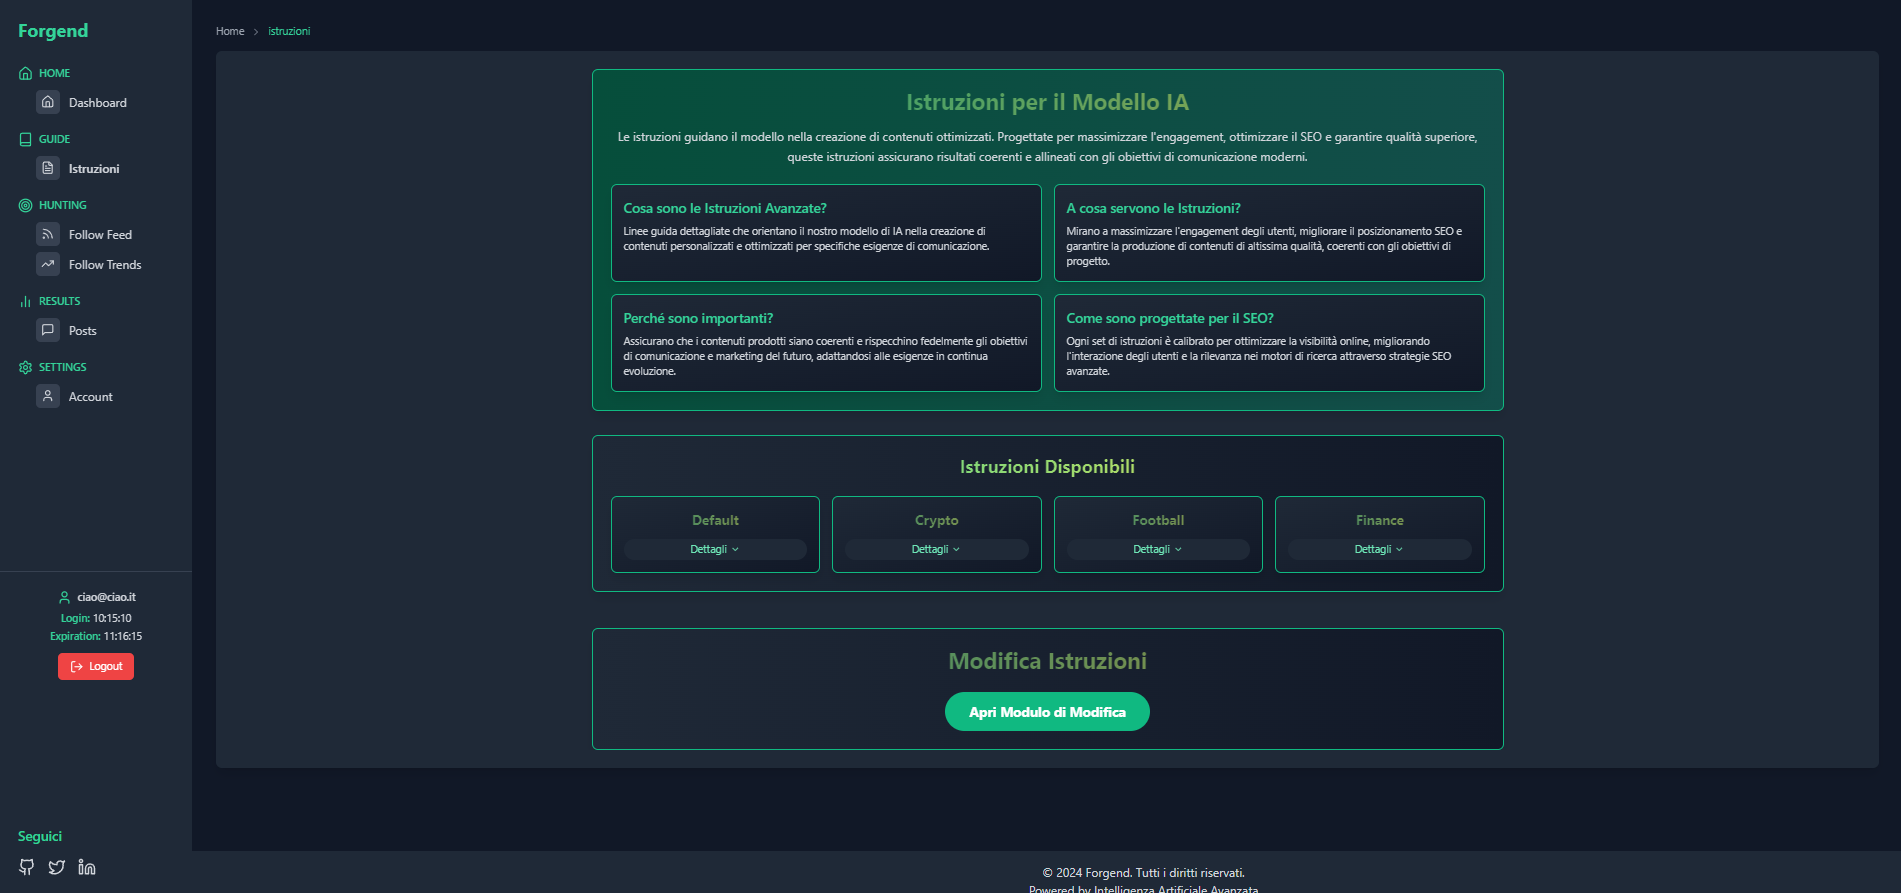 Forgend
HOME
Dashboard
GUIDE
Istruzioni
HUNTING
Follow Feed
Follow Trends
RESULTS
Posts
SETTINGS
Account
ciao@ciao.it
Login: 10:15:10
Expiration: 11:16:15
Logout
Seguici
Home
istruzioni
Istruzioni per il Modello IA
Le istruzioni guidano il modello nella creazione di contenuti ottimizzati. Progettate per massimizzare l'engagement, ottimizzare il SEO e garantire qualità superiore,
queste istruzioni assicurano risultati coerenti e allineati con gli obiettivi di comunicazione moderni.
Cosa sono le Istruzioni Avanzate?
Linee guida dettagliate che orientano il nostro modello di IA nella creazione di
contenuti personalizzati e ottimizzati per specifiche esigenze di comunicazione.
A cosa servono le Istruzioni?
Mirano a massimizzare l'engagement degli utenti, migliorare il posizionamento SEO e
garantire la produzione di contenuti di altissima qualità, coerenti con gli obiettivi di
progetto.
Perché sono importanti?
Assicurano che i contenuti prodotti siano coerenti e rispecchino fedelmente gli obiettivi
di comunicazione e marketing del futuro, adattandosi alle esigenze in continua
evoluzione.
Come sono progettate per il SEO?
Ogni set di istruzioni è calibrato per ottimizzare la visibilità online, migliorando
l'interazione degli utenti e la rilevanza nei motori di ricerca attraverso strategie SEO
avanzate.
Istruzioni Disponibili
Default
Dettagli
Crypto
Dettagli
Football
Dettagli
Finance
Dettagli
Modifica Istruzioni
Apri Modulo di Modifica
© 2024 Forgend. Tutti i diritti riservati.
Powered by Intelligenza Artificiale Avanzata